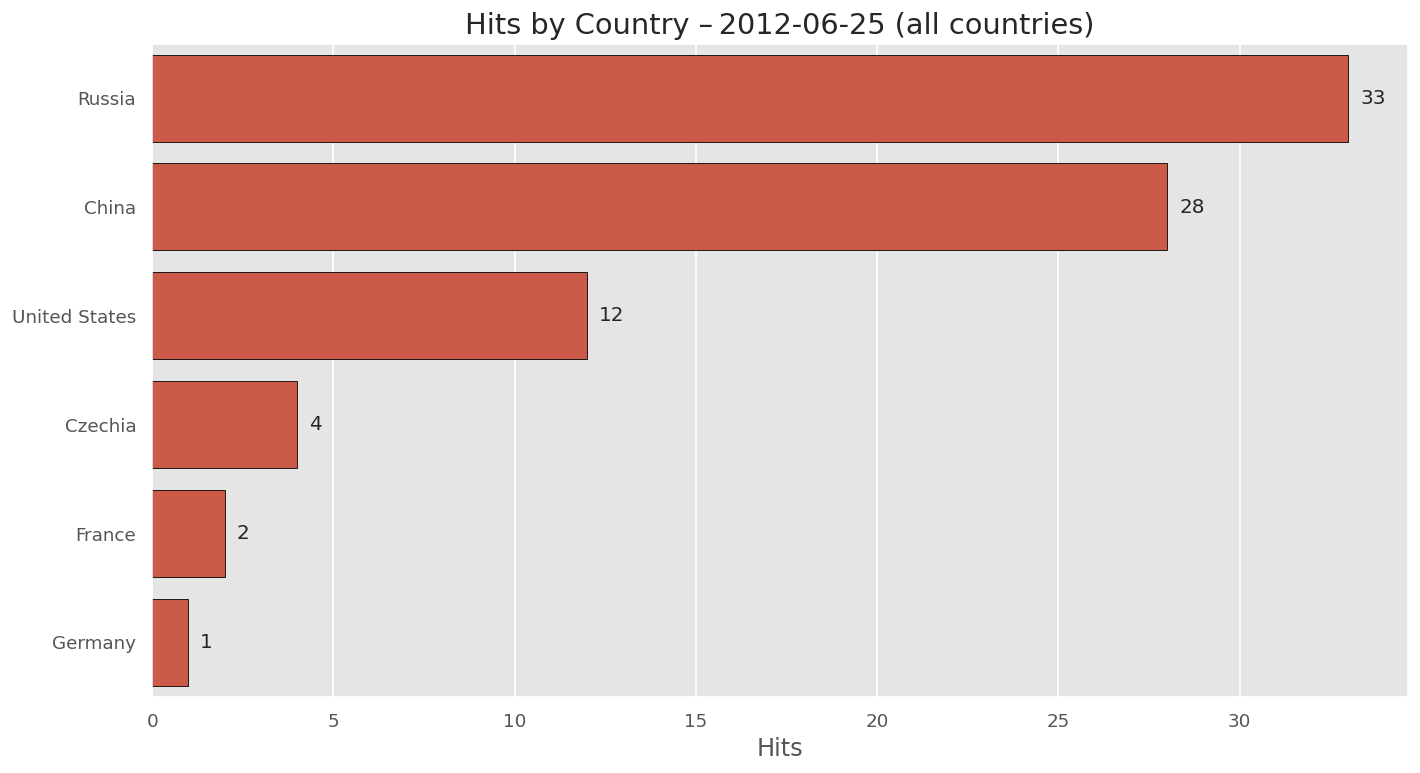 Hits by Country – 2012-06-25 (all countries)
Russia 33
China 28
United States 12
Czechia 4
France 2
Germany 1
0 5 10 15 20 25 30
Hits